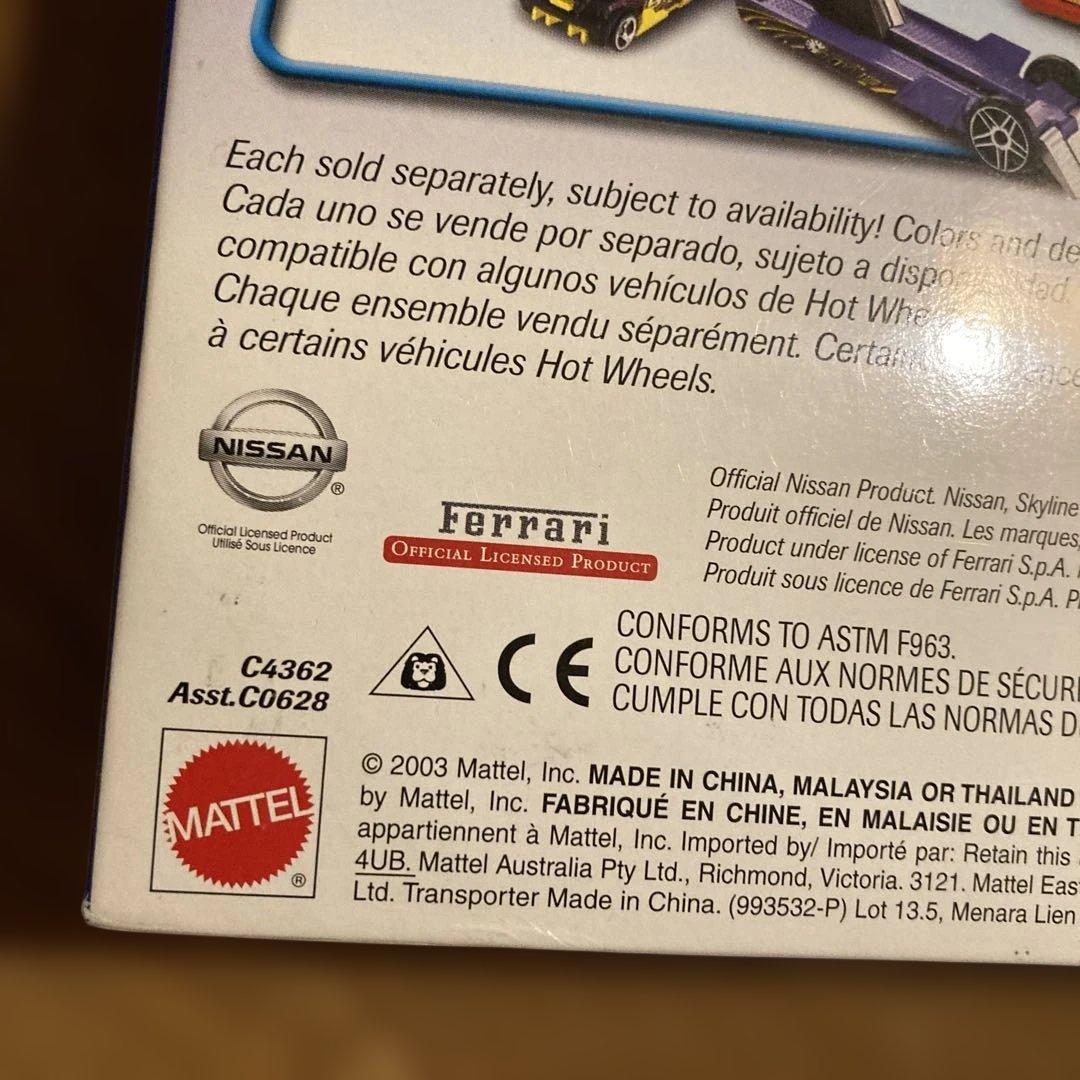 Each sold separately, subject to availability! Colors and de
Cada uno se vende por separado, sujeto a
compatible con algunos vehículos de Hot
Chaque ensemble vendu séparément.
à certains véhicules Hot Wheels.
NISSAN
®
Official Licensed Product
Utilisé Sous Licence
Ferrari
OFFICIAL LICENSED PRODUCT
Official Nissan Product. Nissan, Skyline
Produit officiel de Nissan. Les marques,
Product under license of Ferrari S.p.A.
Produit sous licence de Ferrari S.p.A.
C4362
Asst.C0628
CE
CONFORMS TO ASTM F963.
CONFORME AUX NORMES DE SÉCURI
CUMPLE CON TODAS LAS NORMAS D
MATTEL
®
© 2003 Mattel, Inc. MADE IN CHINA, MALAYSIA OR THAILAND
by Mattel, Inc. FABRIQUÉ EN CHINE, EN MALAISIE OU EN T
appartiennent à Mattel, Inc. Imported by/ Importé par: Retain this
4UB. Mattel Australia Pty Ltd., Richmond, Victoria. 3121. Mattel Eas
Ltd. Transporter Made in China. (993532-P) Lot 13.5, Menara Lien